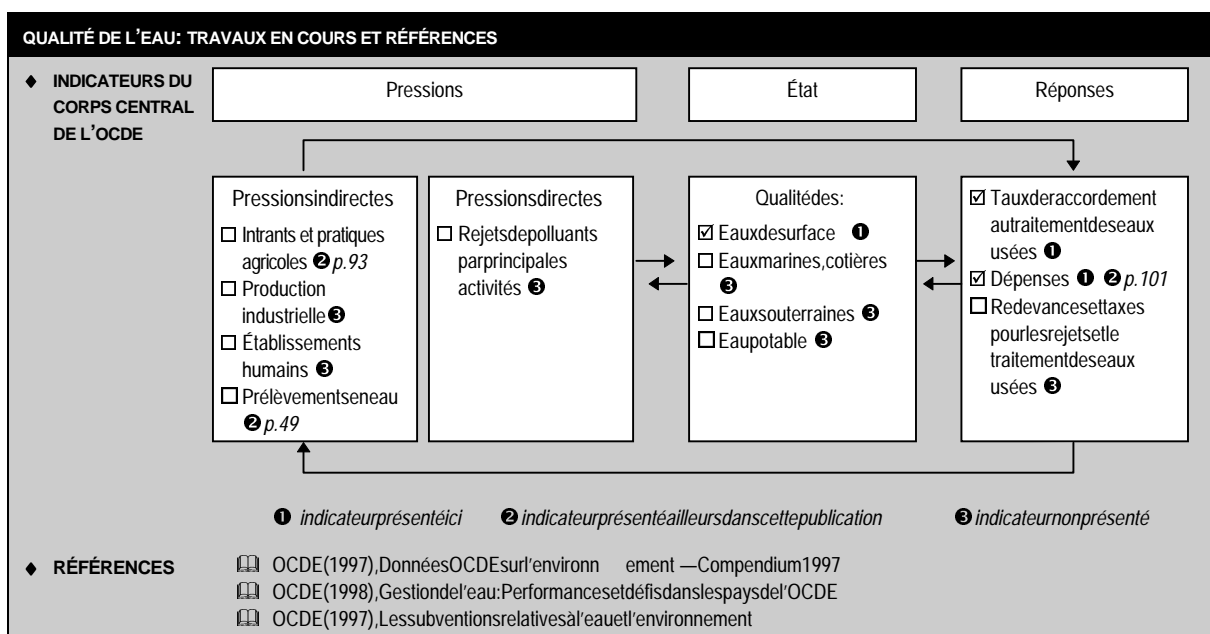 QUALITÉ DE L'EAU: TRAVAUX EN COURS ET RÉFÉRENCES
♦ INDICATEURS DU
CORPS CENTRAL
DE L'OCDE
Pressions
État
Réponses
Pressionsindirectes
☐ Intrants et pratiques
agricoles ❷ p.93
☐ Production
industrielle ❸
☐ Établissements
humains ❸
☐ Prélèvementseneau
❷ p.49
Pressionsdirectes
☐ Rejetsdepolluants
parprincipales
activités ❸
Qualitédes:
☑ Eauxdesurface ❶
☐ Eauxmarines,cotières
❸
☐ Eauxsouterraines ❸
☐ Eaupotable ❸
☑ Tauxderaccordement
autraitementdeseaux
usées ❶
☑ Dépenses ❶ ❷ p.101
☐ Redevancesettaxes
pourlesrejetsetle
traitementdeseaux
usées ❸
❶ indicateurprésentéici ❷ indicateurprésentéailleursdanscettepublication ❸ indicateurnonprésenté
♦ RÉFÉRENCES
OCDE(1997),DonnéesOCDEsurl'environn ement —Compendium1997
OCDE(1998),Gestiondel'eau:Performancesetdéfisdanslespaysdel'OCDE
OCDE(1997),Lessubventionsrelativesàl'eauetl'environnement